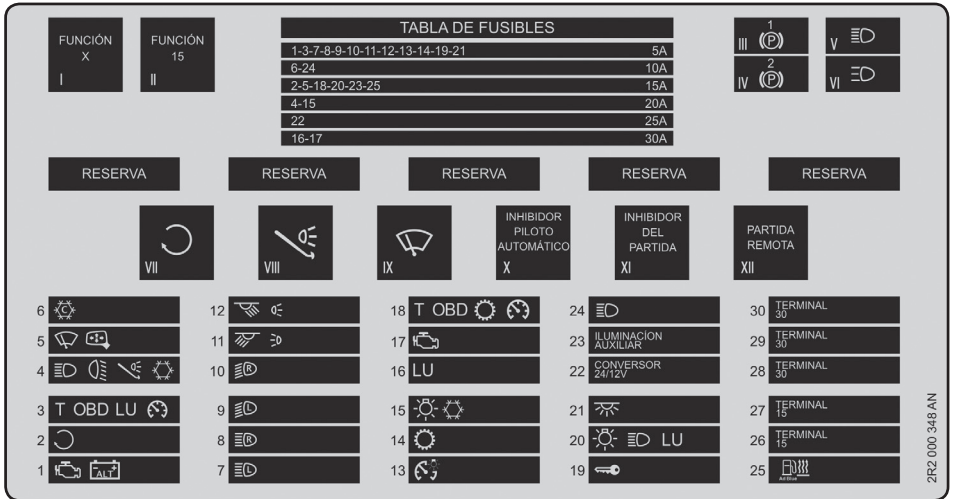 FUNCIÓN
X
I
FUNCIÓN
15
II
TABLA DE FUSIBLES
1-3-7-8-9-10-11-12-13-14-19-21 5A
6-24 10A
2-5-18-20-23-25 15A
4-15 20A
22 25A
16-17 30A
III 1 (P)
V
IV 2 (P)
VI
RESERVA
RESERVA
RESERVA
RESERVA
RESERVA
VII
VIII
IX
INHIBIDOR
PILOTO
AUTOMÁTICO
X
INHIBIDOR
DEL
PARTIDA
XI
PARTIDA
REMOTA
XII
6 C
5
4
3 T OBD LU
2
1 ALT
12
11
10 R
9 L
8 R
7 L
18 T OBD
17
16 LU
15
14
13
24
23 ILUMINACÍON
AUXILIAR
22 CONVERSOR
24/12V
21
20 LU
19
30 TERMINAL
30
29 TERMINAL
30
28 TERMINAL
30
27 TERMINAL
15
26 TERMINAL
15
25 Ad Blue
2R2 000 348 AN